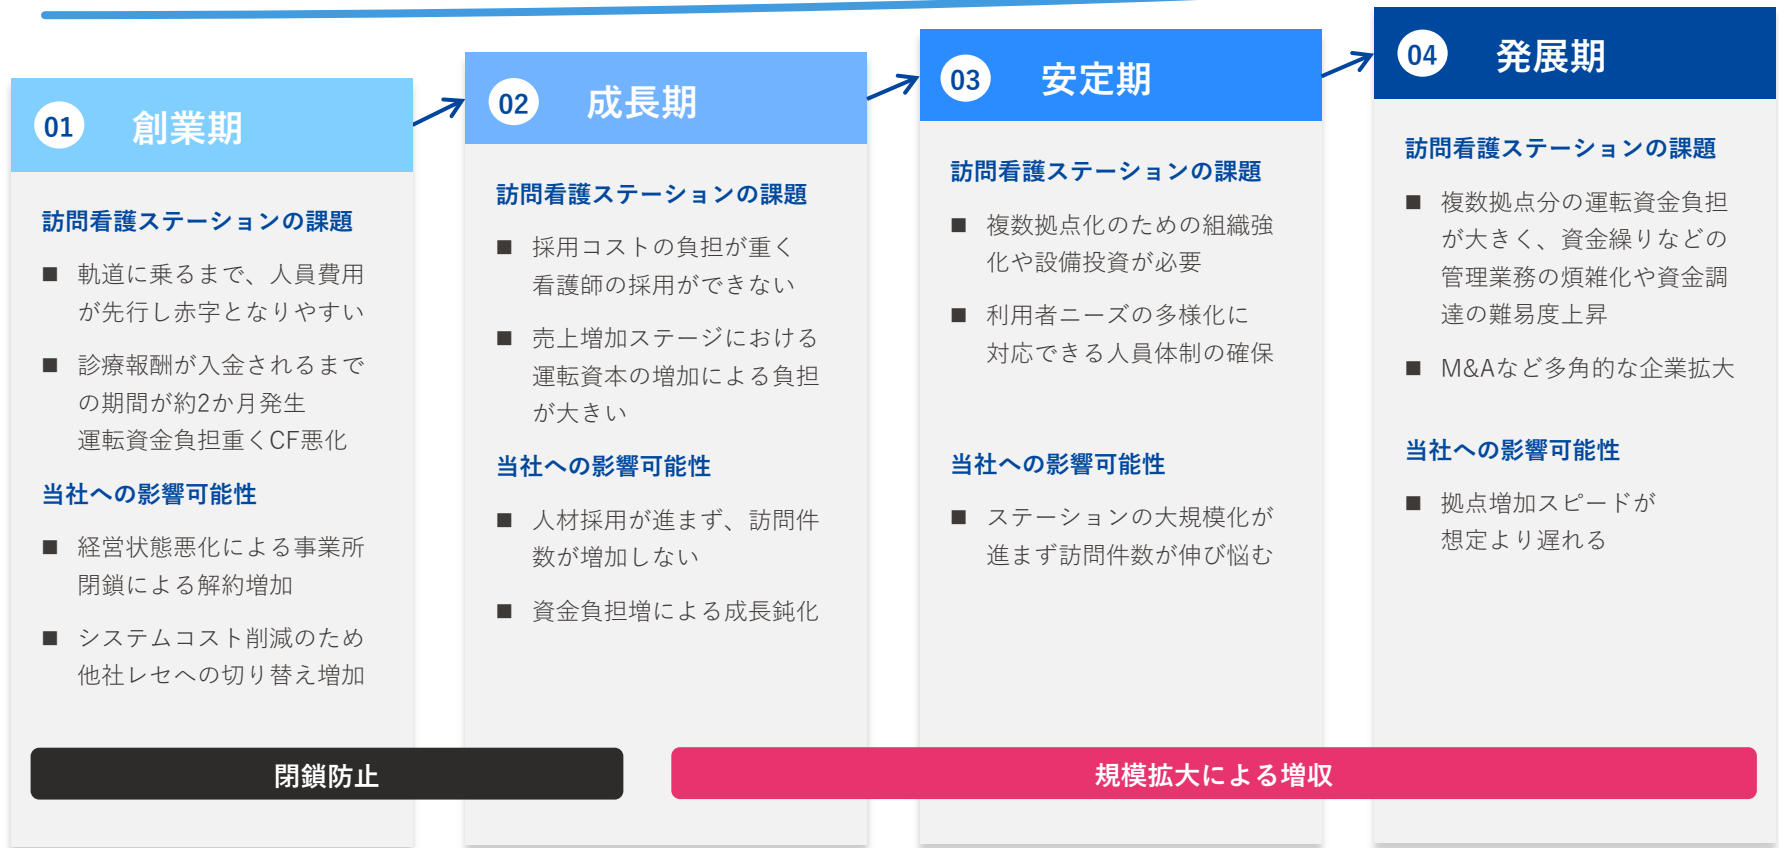 01 創業期
訪問看護ステーションの課題
■ 軌道に乗るまで、人員費用
が先行し赤字となりやすい
■ 診療報酬が入金されるまで
の期間が約2か月発生
運転資金負担重くCF悪化
当社への影響可能性
■ 経営状態悪化による事業所
閉鎖による解約増加
■ システムコスト削減のため
他社レセへの切り替え増加
02 成長期
訪問看護ステーションの課題
■ 採用コストの負担が重く
看護師の採用ができない
■ 売上増加ステージにおける
運転資本の増加による負担
が大きい
当社への影響可能性
■ 人材採用が進まず、訪問件
数が増加しない
■ 資金負担増による成長鈍化
03 安定期
訪問看護ステーションの課題
■ 複数拠点化のための組織強
化や設備投資が必要
■ 利用者ニーズの多様化に
対応できる人員体制の確保
当社への影響可能性
■ ステーションの大規模化が
進まず訪問件数が伸び悩む
04 発展期
訪問看護ステーションの課題
■ 複数拠点分の運転資金負担
が大きく、資金繰りなどの
管理業務の煩雑化や資金調
達の難易度上昇
■ M&Aなど多角的な企業拡大
当社への影響可能性
■ 拠点増加スピードが
想定より遅れる
閉鎖防止
規模拡大による増収